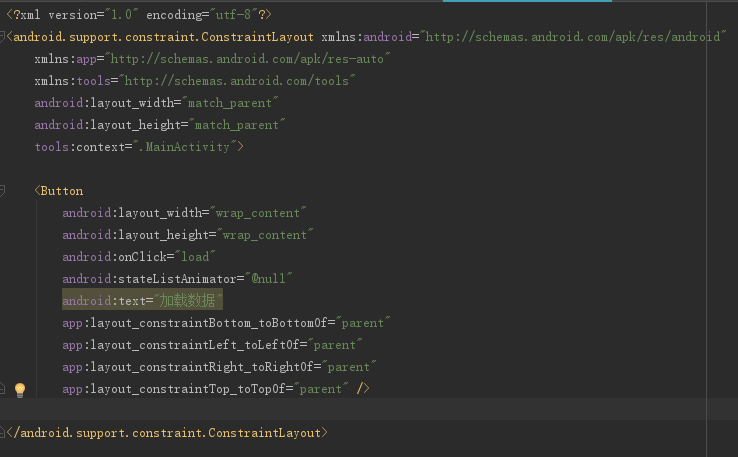 <?xml version="1.0" encoding="utf-8"?>
<android.support.constraint.ConstraintLayout xmlns:android="http://schemas.android.com/apk/res/android"
    xmlns:app="http://schemas.android.com/apk/res-auto"
    xmlns:tools="http://schemas.android.com/tools"
    android:layout_width="match_parent"
    android:layout_height="match_parent"
    tools:context=".MainActivity">
    <Button
        android:layout_width="wrap_content"
        android:layout_height="wrap_content"
        android:onClick="load"
        android:stateListAnimator="@null"
        android:text="加载数据"
        app:layout_constraintBottom_toBottomOf="parent"
        app:layout_constraintLeft_toLeftOf="parent"
        app:layout_constraintRight_toRightOf="parent"
        app:layout_constraintTop_toTopOf="parent" />
</android.support.constraint.ConstraintLayout>